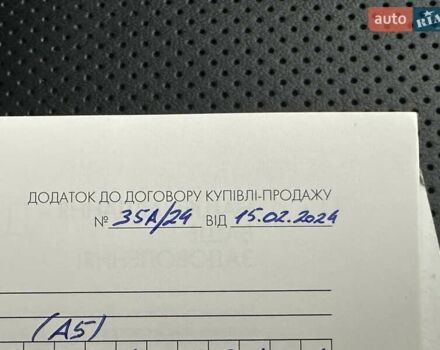 auto RIA
ДОДАТОК ДО ДОГОВОРУ КУПІВЛІ-ПРОДАЖУ
№ 35А/24 ВІД 15.02.2024
(А5)